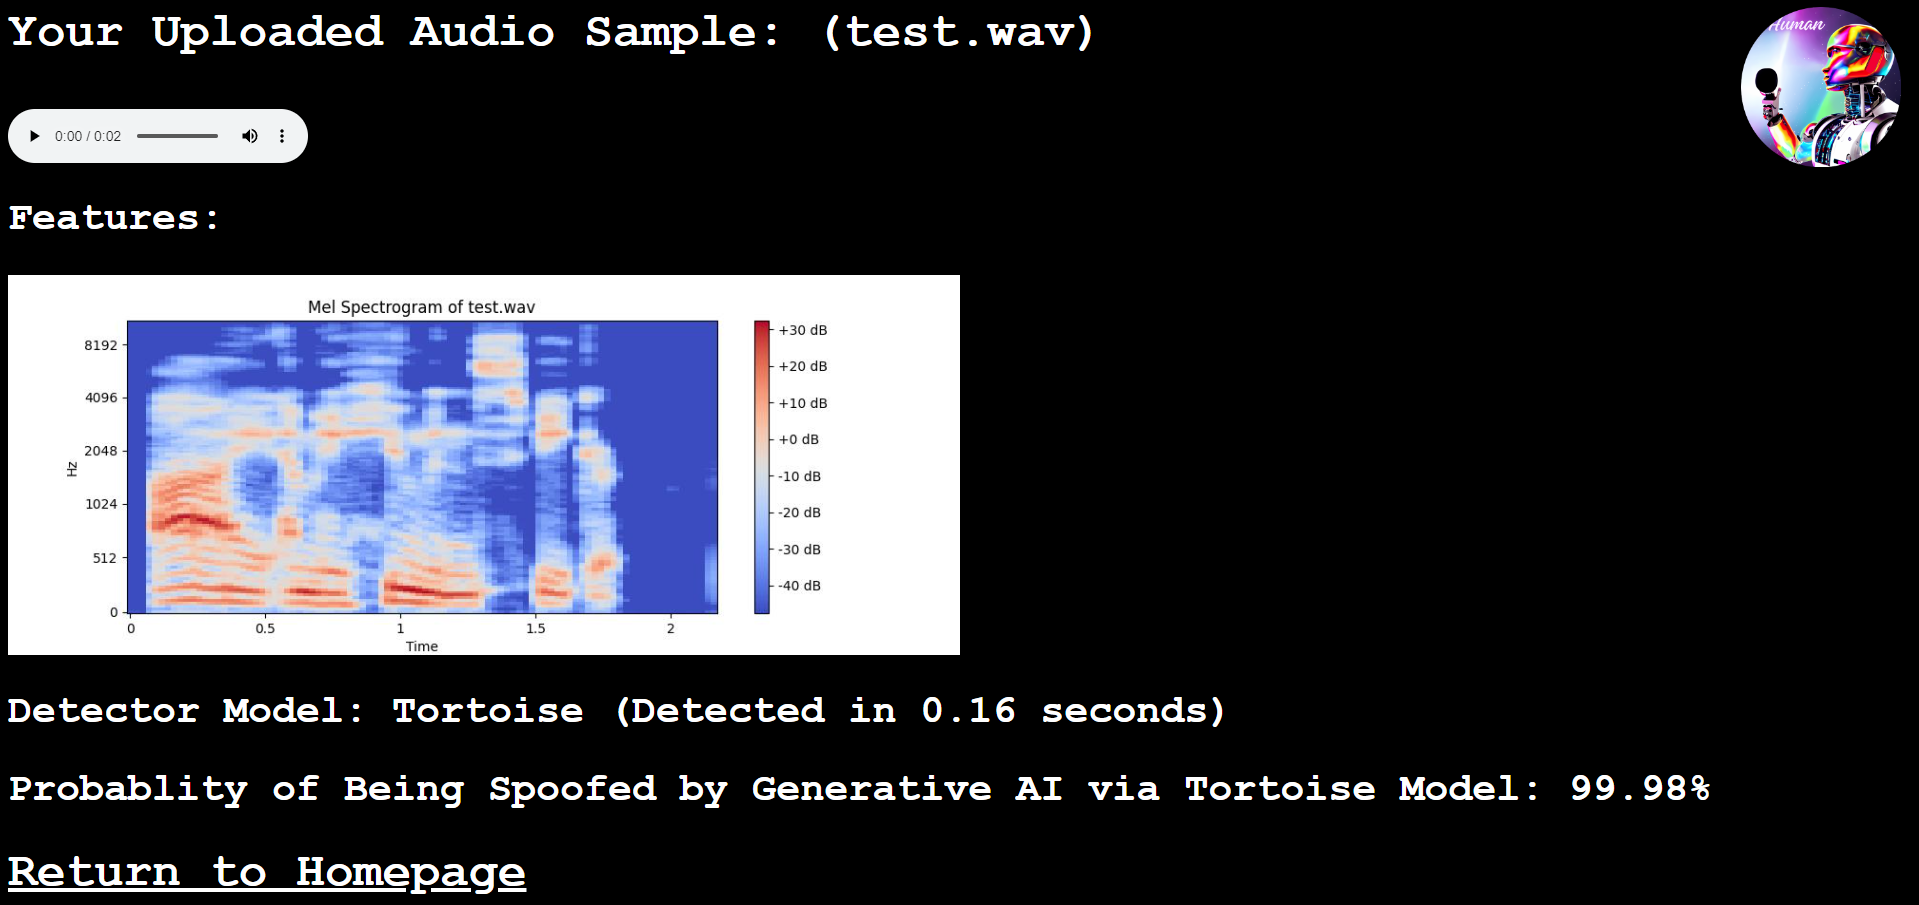 Your Uploaded Audio Sample: (test.wav)
Human
0:00 / 0:02
Features:
Mel Spectrogram of test.wav
8192
4096
2048
1024
512
0
Hz
0 0.5 1 1.5 2
Time
+30 dB
+20 dB
+10 dB
+0 dB
-10 dB
-20 dB
-30 dB
-40 dB
Detector Model: Tortoise (Detected in 0.16 seconds)
Probablity of Being Spoofed by Generative AI via Tortoise Model: 99.98%
Return to Homepage